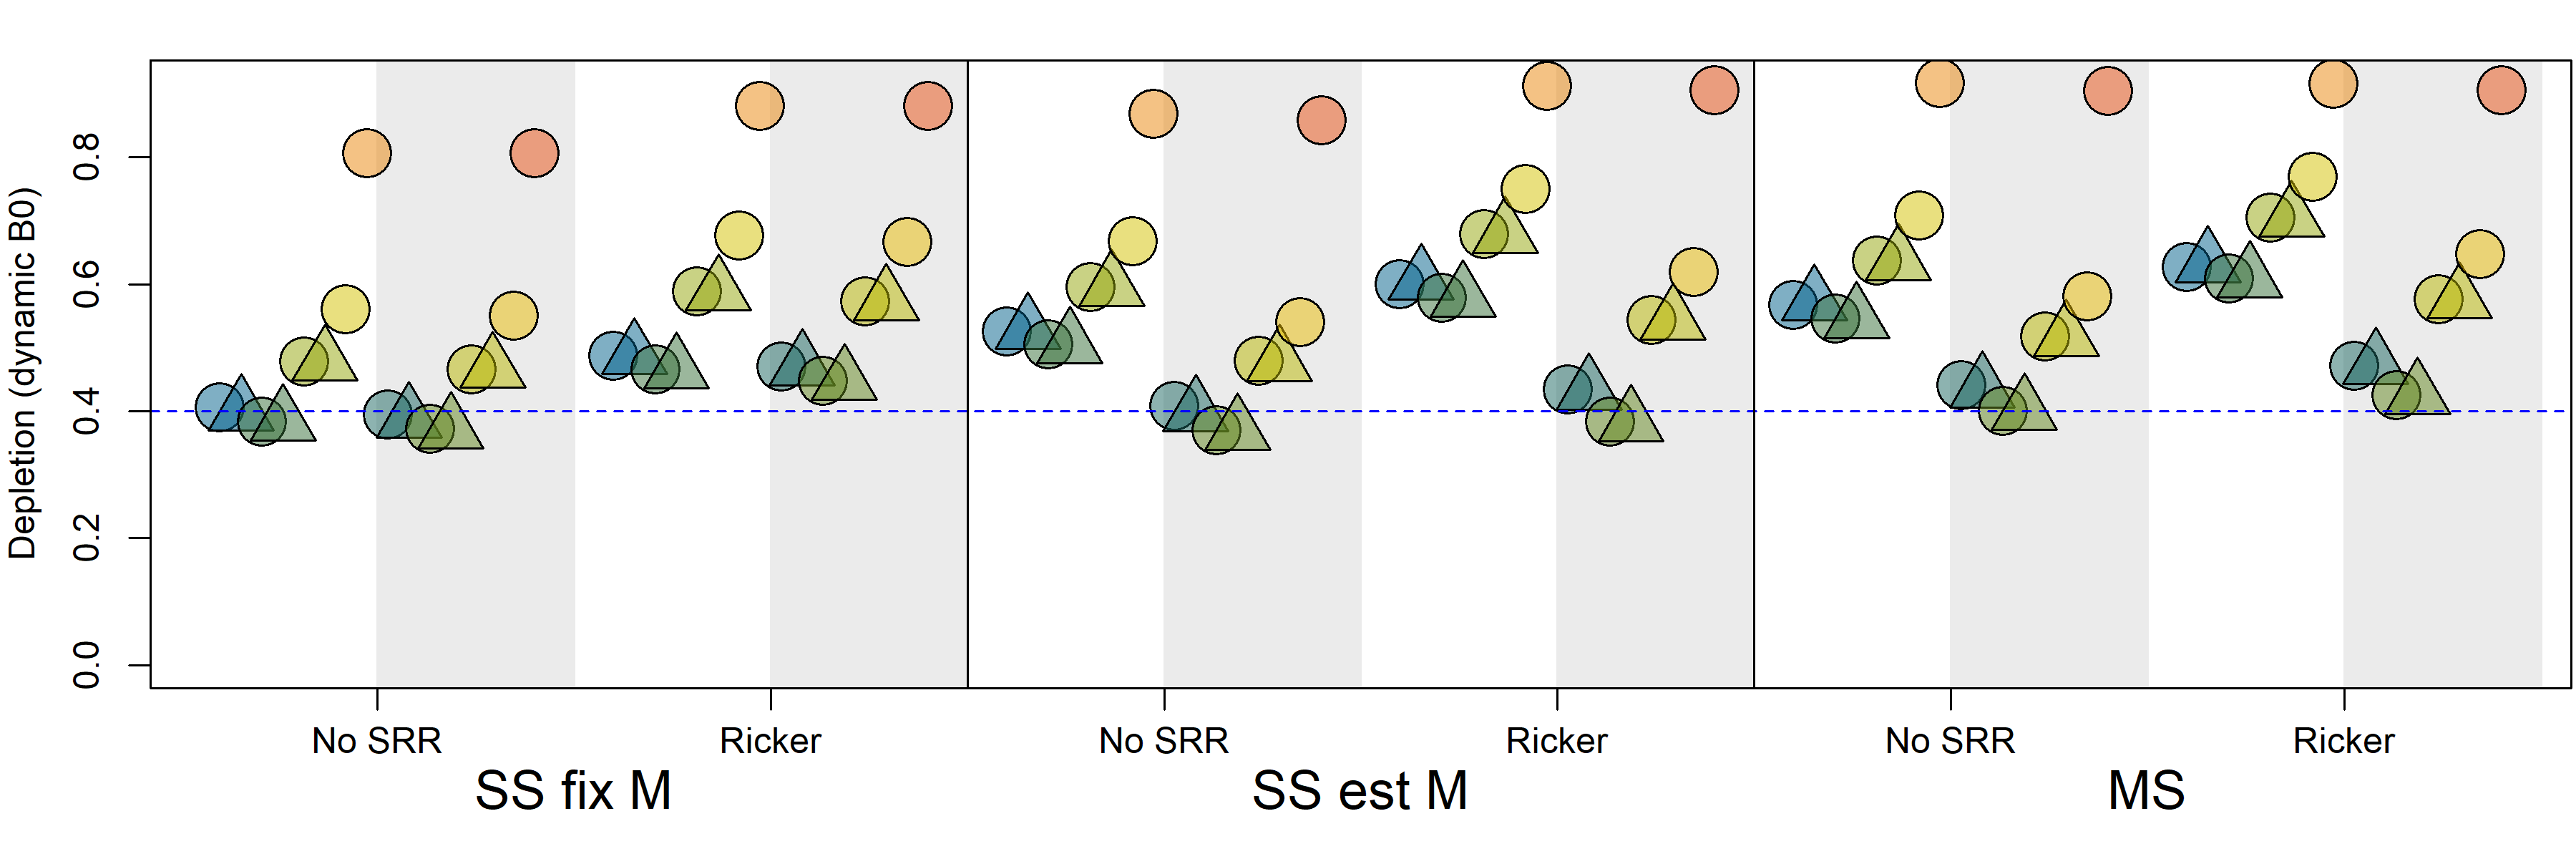 Depletion (dynamic B0)
0.8
0.6
0.4
0.2
0.0
No SRR Ricker No SRR Ricker No SRR Ricker
SS fix M SS est M MS